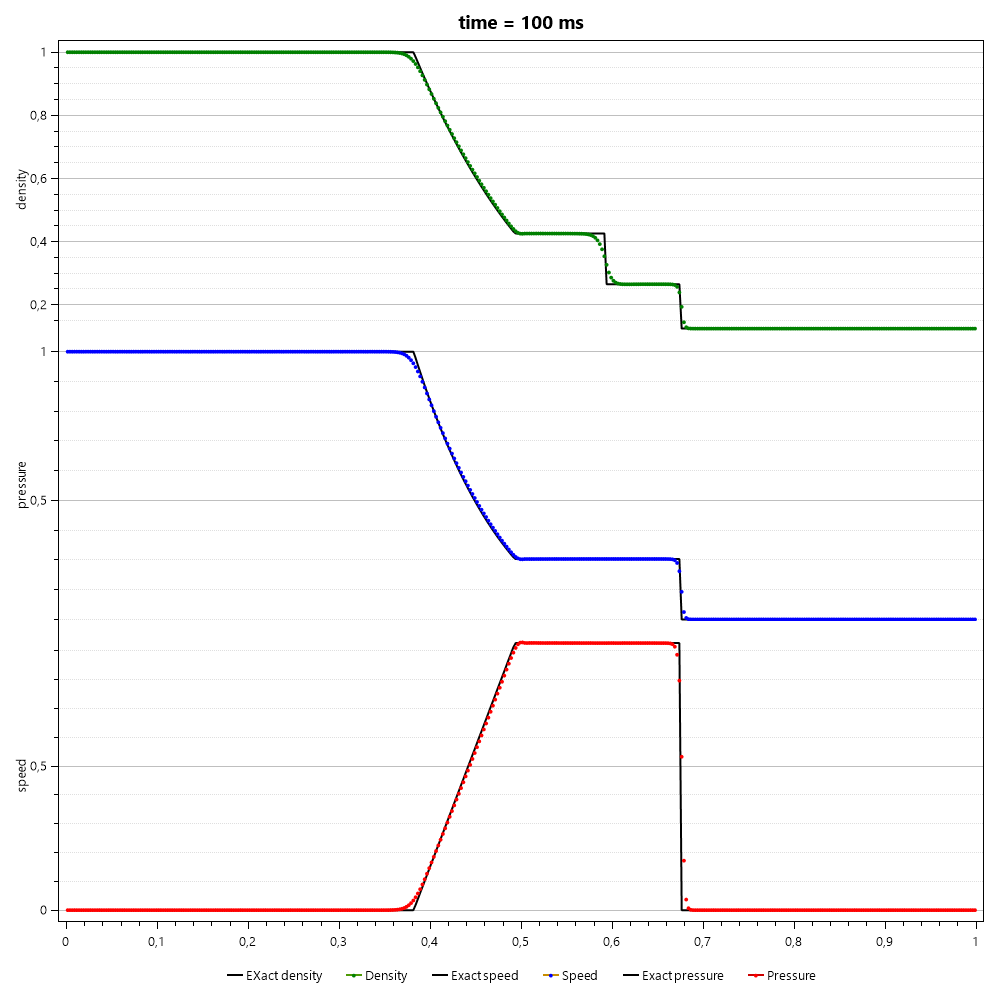 time = 100 ms
1
0,8
0,6
0,4
0,2
density
1
0,5
pressure
0,5
0
speed
0 0,1 0,2 0,3 0,4 0,5 0,6 0,7 0,8 0,9 1
EXact density Density Exact speed Speed Exact pressure Pressure